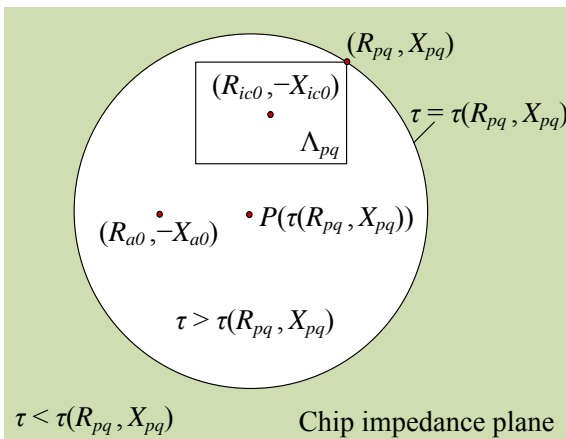 (R_{pq}, X_{pq})
(R_{ic0}, −X_{ic0})
τ = τ(R_{pq}, X_{pq})
Λ_{pq}
(R_{a0}, −X_{a0})
P(τ(R_{pq}, X_{pq}))
τ > τ(R_{pq}, X_{pq})
τ < τ(R_{pq}, X_{pq})
Chip impedance plane